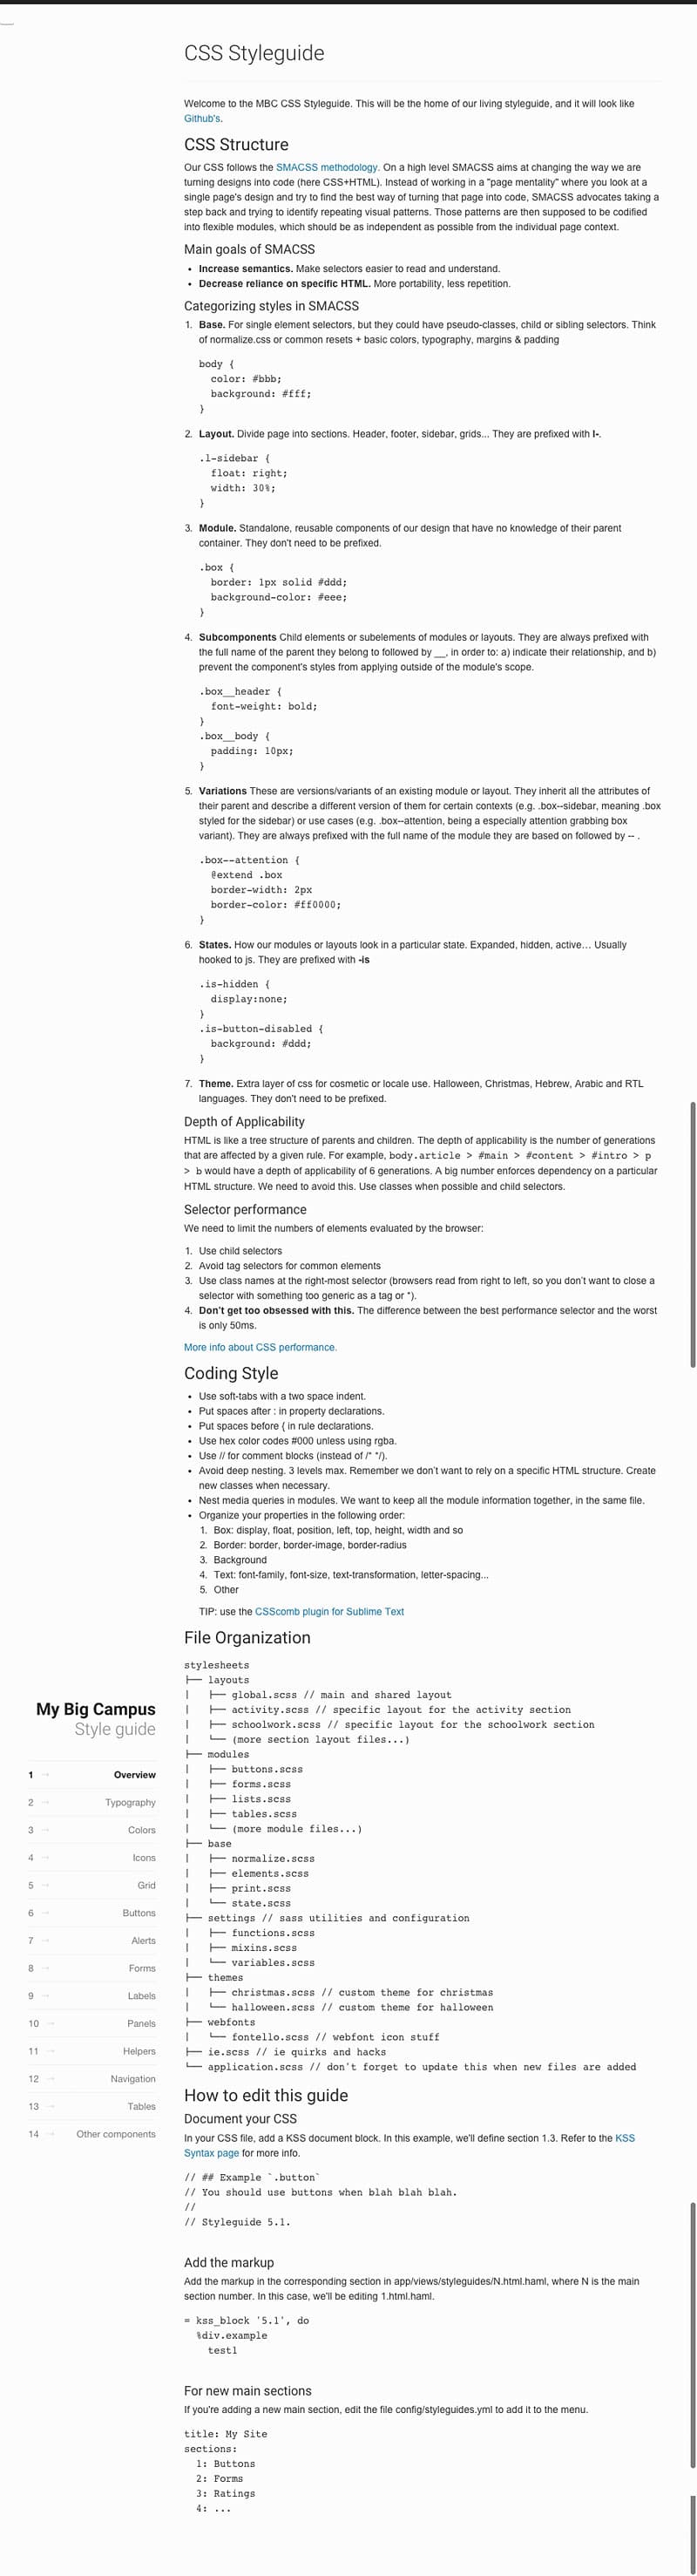 CSS Styleguide
Welcome to the MBC CSS Styleguide. This will be the home of our living styleguide, and it will look like
Github's.
CSS Structure
Our CSS follows the SMACSS methodology. On a high level SMACSS aims at changing the way we are
turning designs into code (here CSS+HTML). Instead of working in a "page mentality" where you look at a
single page's design and try to find the best way of turning that page into code, SMACSS advocates taking a
step back and trying to identify repeating visual patterns. Those patterns are then supposed to be codified
into flexible modules, which should be as independent as possible from the individual page context.
Main goals of SMACSS
• Increase semantics. Make selectors easier to read and understand.
• Decrease reliance on specific HTML. More portability, less repetition.
Categorizing styles in SMACSS
1. Base. For single element selectors, but they could have pseudo-classes, child or sibling selectors. Think
of normalize.css or common resets + basic colors, typography, margins & padding
body {
  color: #bbb;
  background: #fff;
}
2. Layout. Divide page into sections. Header, footer, sidebar, grids... They are prefixed with l-.
.l-sidebar {
  float: right;
  width: 30%;
}
3. Module. Standalone, reusable components of our design that have no knowledge of their parent
container. They don't need to be prefixed.
.box {
  border: 1px solid #ddd;
  background-color: #eee;
}
4. Subcomponents Child elements or subelements of modules or layouts. They are always prefixed with
the full name of the parent they belong to followed by __, in order to: a) indicate their relationship, and b)
prevent the component's styles from applying outside of the module's scope.
.box__header {
  font-weight: bold;
}
.box__body {
  padding: 10px;
}
5. Variations These are versions/variants of an existing module or layout. They inherit all the attributes of
their parent and describe a different version of them for certain contexts (e.g. .box--sidebar, meaning .box
styled for the sidebar) or use cases (e.g. .box--attention, being a especially attention grabbing box
variant). They are always prefixed with the full name of the module they are based on followed by -- .
.box--attention {
  @extend .box
  border-width: 2px
  border-color: #ff0000;
}
6. States. How our modules or layouts look in a particular state. Expanded, hidden, active… Usually
hooked to js. They are prefixed with -is
.is-hidden {
  display:none;
}
.is-button-disabled {
  background: #ddd;
}
7. Theme. Extra layer of css for cosmetic or locale use. Halloween, Christmas, Hebrew, Arabic and RTL
languages. They don't need to be prefixed.
Depth of Applicability
HTML is like a tree structure of parents and children. The depth of applicability is the number of generations
that are affected by a given rule. For example, body.article > #main > #content > #intro > p
> b would have a depth of applicability of 6 generations. A big number enforces dependency on a particular
HTML structure. We need to avoid this. Use classes when possible and child selectors.
Selector performance
We need to limit the numbers of elements evaluated by the browser:
1. Use child selectors
2. Avoid tag selectors for common elements
3. Use class names at the right-most selector (browsers read from right to left, so you don't want to close a
selector with something too generic as a tag or *).
4. Don't get too obsessed with this. The difference between the best performance selector and the worst
is only 50ms.
More info about CSS performance.
Coding Style
• Use soft-tabs with a two space indent.
• Put spaces after : in property declarations.
• Put spaces before { in rule declarations.
• Use hex color codes #000 unless using rgba.
• Use // for comment blocks (instead of /* */).
• Avoid deep nesting. 3 levels max. Remember we don't want to rely on a specific HTML structure. Create
new classes when necessary.
• Nest media queries in modules. We want to keep all the module information together, in the same file.
• Organize your properties in the following order:
1. Box: display, float, position, left, top, height, width and so
2. Border: border, border-image, border-radius
3. Background
4. Text: font-family, font-size, text-transformation, letter-spacing...
5. Other
TIP: use the CSScomb plugin for Sublime Text
File Organization
stylesheets
├── layouts
|   ├── global.scss // main and shared layout
|   ├── activity.scss // specific layout for the activity section
|   ├── schoolwork.scss // specific layout for the schoolwork section
|   └── (more section layout files...)
├── modules
|   ├── buttons.scss
|   ├── forms.scss
|   ├── lists.scss
|   ├── tables.scss
|   └── (more module files...)
├── base
|   ├── normalize.scss
|   ├── elements.scss
|   ├── print.scss
|   └── state.scss
├── settings // sass utilities and configuration
|   ├── functions.scss
|   ├── mixins.scss
|   └── variables.scss
├── themes
|   ├── christmas.scss // custom theme for christmas
|   └── halloween.scss // custom theme for halloween
├── webfonts
|   └── fontello.scss // webfont icon stuff
├── ie.scss // ie quirks and hacks
└── application.scss // don't forget to update this when new files are added
My Big Campus
Style guide
1 → Overview
2 → Typography
3 → Colors
4 → Icons
5 → Grid
6 → Buttons
7 → Alerts
8 → Forms
9 → Labels
10 → Panels
11 → Helpers
12 → Navigation
13 → Tables
14 → Other components
How to edit this guide
Document your CSS
In your CSS file, add a KSS document block. In this example, we'll define section 1.3. Refer to the KSS
Syntax page for more info.
// ## Example `.button`
// You should use buttons when blah blah blah.
//
// Styleguide 5.1.
Add the markup
Add the markup in the corresponding section in app/views/styleguides/N.html.haml, where N is the main
section number. In this case, we'll be editing 1.html.haml.
= kss_block '5.1', do
  %div.example
    test1
For new main sections
If you're adding a new main section, edit the file config/styleguides.yml to add it to the menu.
title: My Site
sections:
  1: Buttons
  2: Forms
  3: Ratings
  4: ...